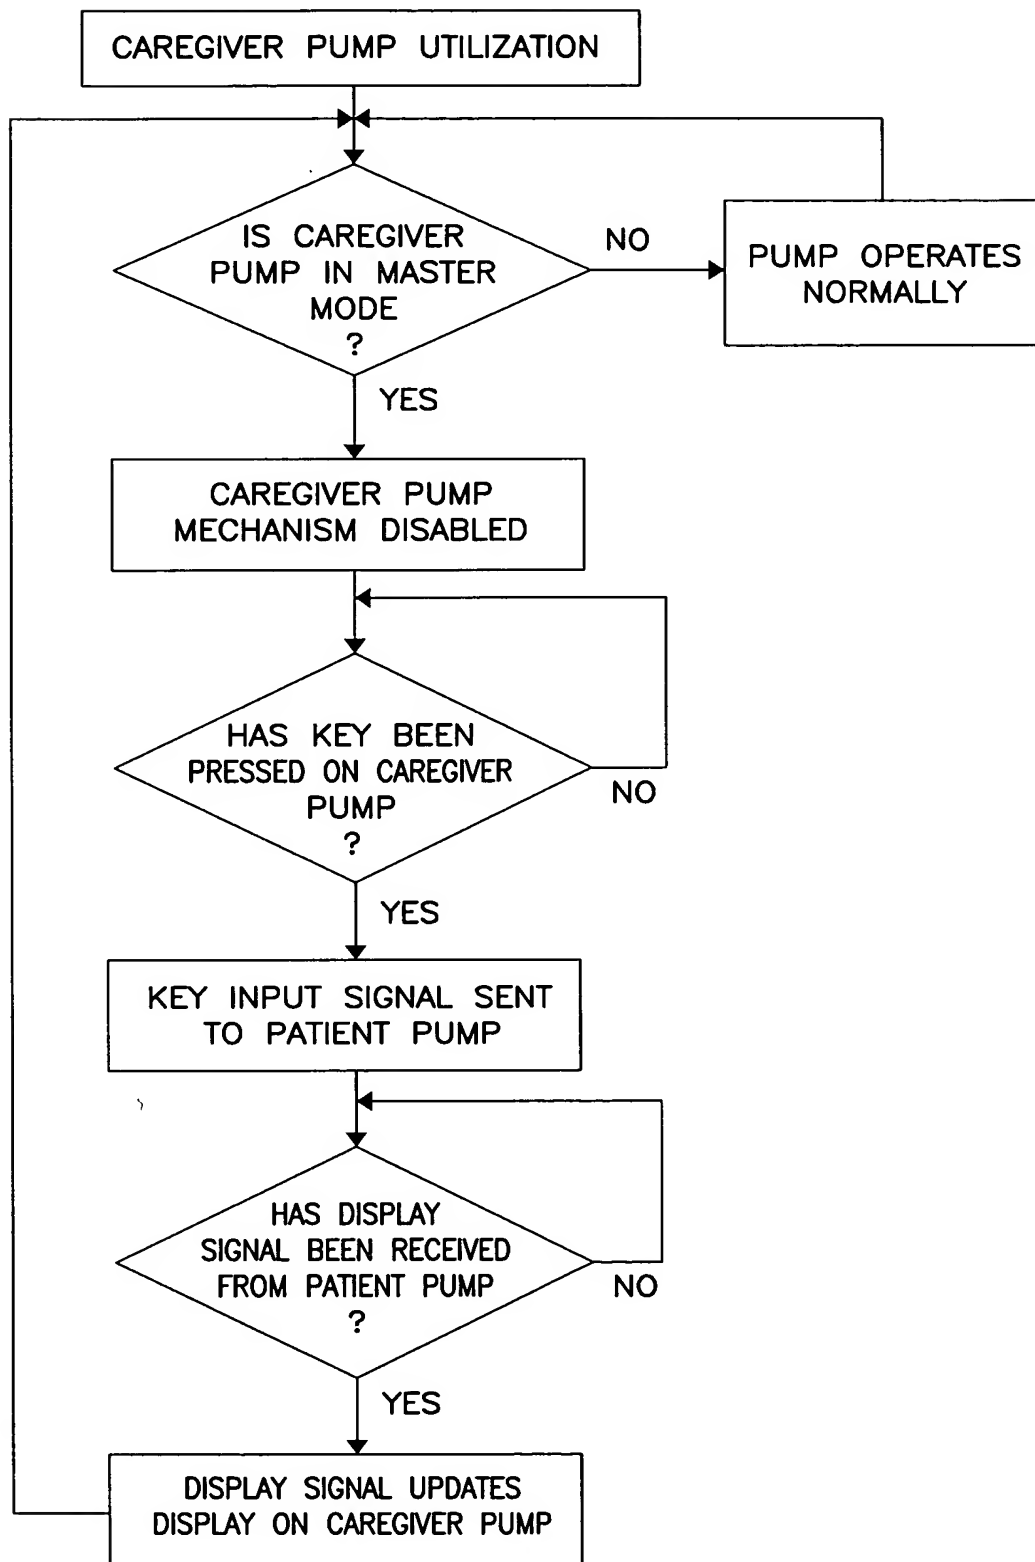 CAREGIVER PUMP UTILIZATION
IS CAREGIVER
PUMP IN MASTER
MODE
?
NO
PUMP OPERATES
NORMALLY
YES
CAREGIVER PUMP
MECHANISM DISABLED
HAS KEY BEEN
PRESSED ON CAREGIVER
PUMP
?
NO
YES
KEY INPUT SIGNAL SENT
TO PATIENT PUMP
HAS DISPLAY
SIGNAL BEEN RECEIVED
FROM PATIENT PUMP
?
NO
YES
DISPLAY SIGNAL UPDATES
DISPLAY ON CAREGIVER PUMP